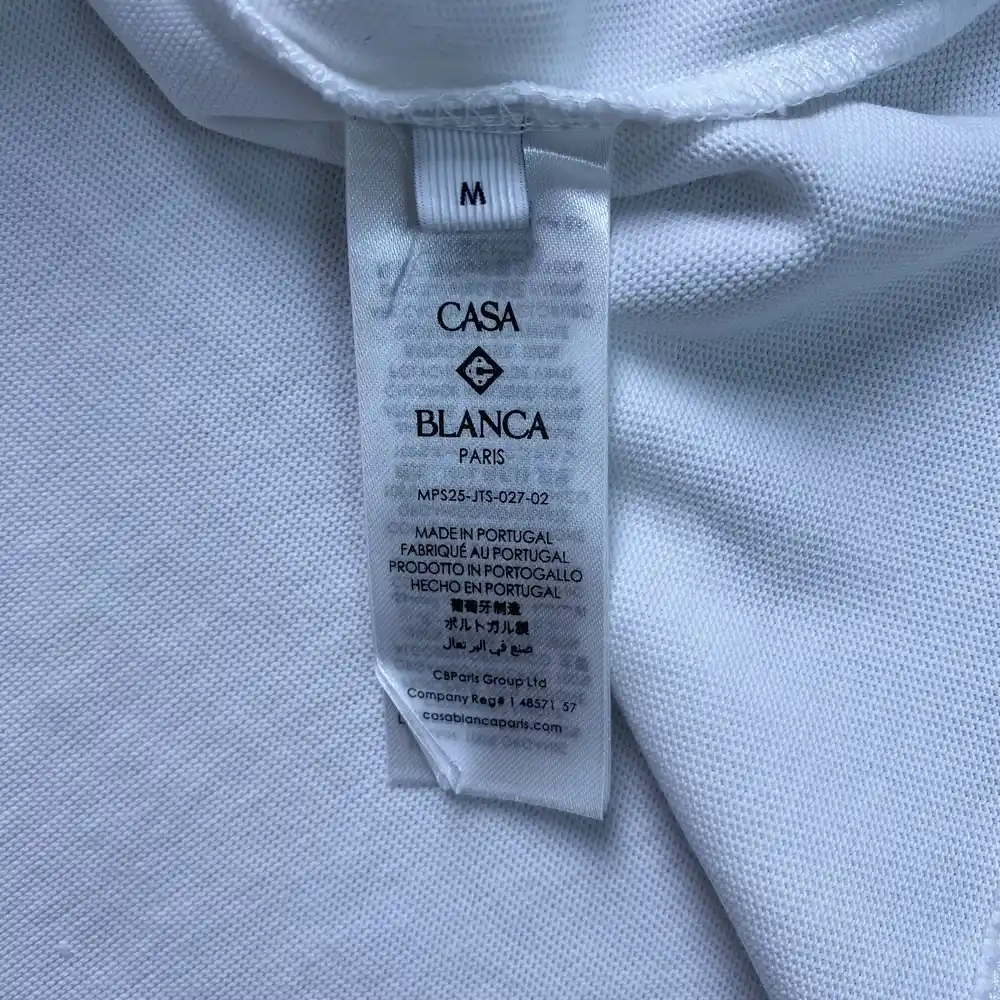 M
CASA
BLANCA
PARIS
MPS25-JTS-027-02
MADE IN PORTUGAL
FABRIQUÉ AU PORTUGAL
PRODOTTO IN PORTOGALLO
HECHO EN PORTUGAL
葡萄牙制造
ポルトガル製
صنع في البرتغال
CBParis Group Ltd
Company Reg# 1 48571 57
casablancaparis.com